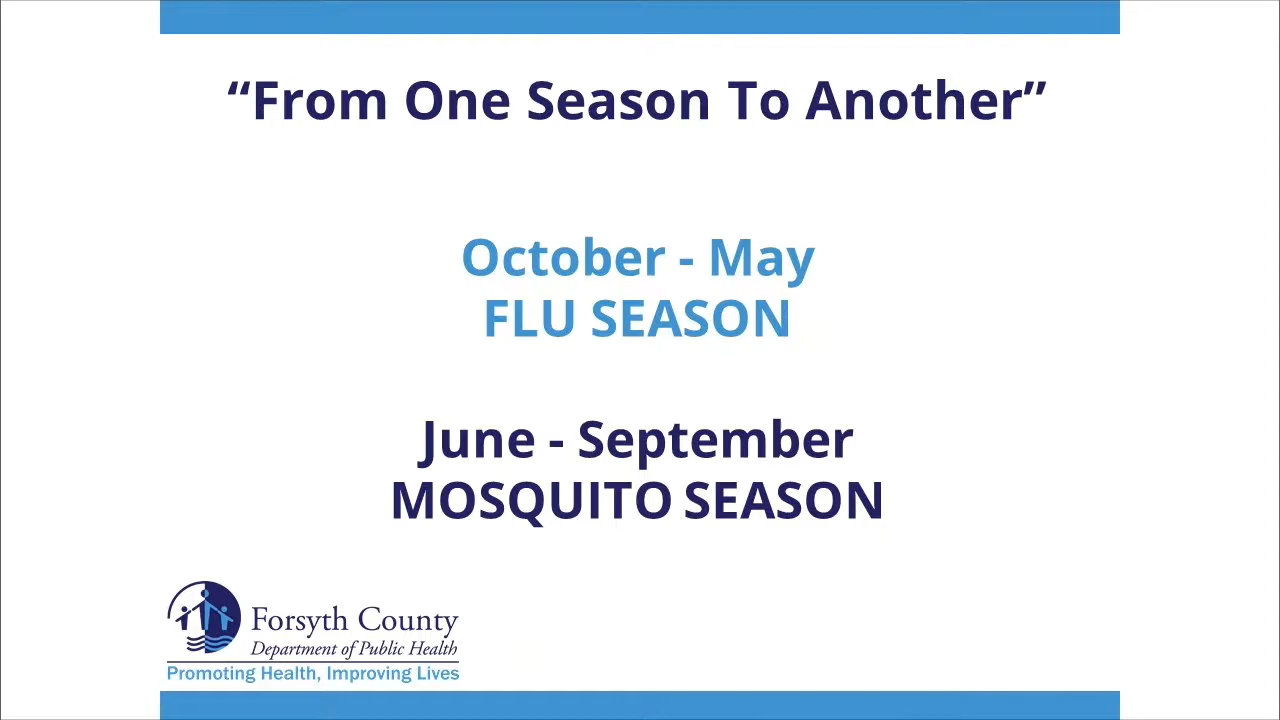 “From One Season To Another”
October - May
FLU SEASON
June - September
MOSQUITO SEASON
Forsyth County
Department of Public Health
Promoting Health, Improving Lives